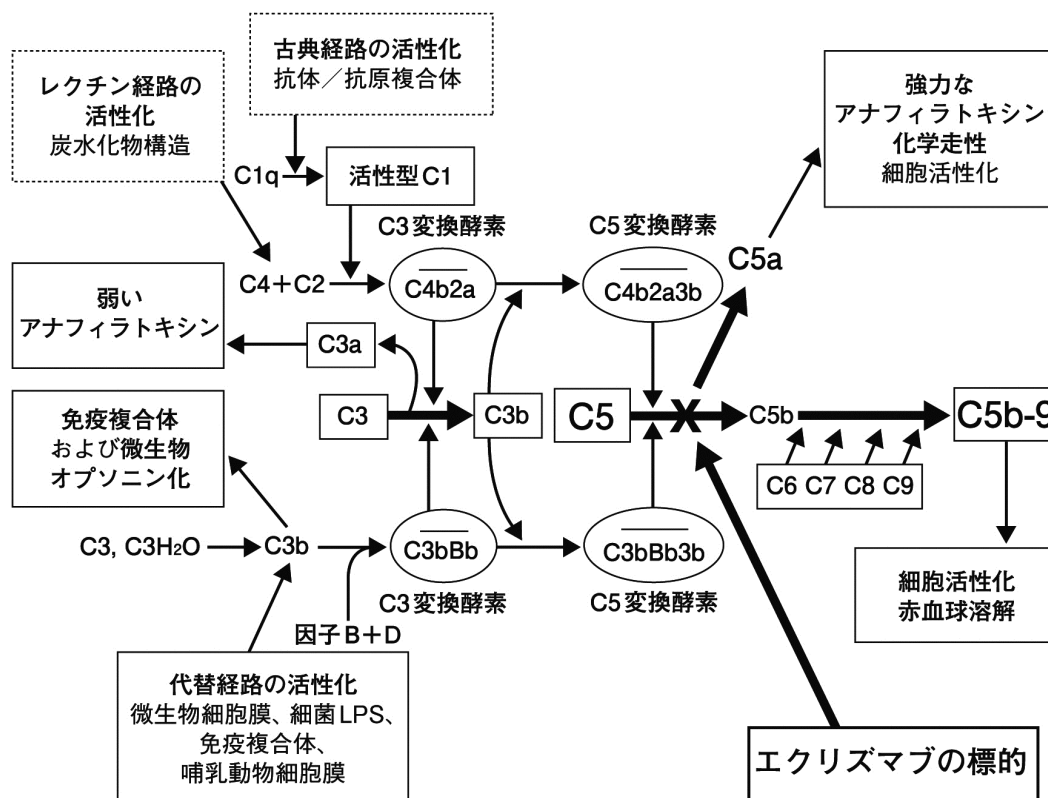 古典経路の活性化
抗体／抗原複合体
レクチン経路の
活性化
炭水化物構造
強力な
アナフィラトキシン
化学走性
細胞活性化
C1q
活性型C1
C3変換酵素
C5変換酵素
C5a
C4+C2
C4b2a
C4b2a3b
弱い
アナフィラトキシン
C3a
C3
C3b
C5
X
C5b
C5b-9
免疫複合体
および微生物
オプソニン化
C6 C7 C8 C9
C3, C3H₂O
C3b
C3bBb
C3bBb3b
C3変換酵素
C5変換酵素
細胞活性化
赤血球溶解
因子B+D
代替経路の活性化
微生物細胞膜、細菌LPS、
免疫複合体、
哺乳動物細胞膜
エクリズマブの標的